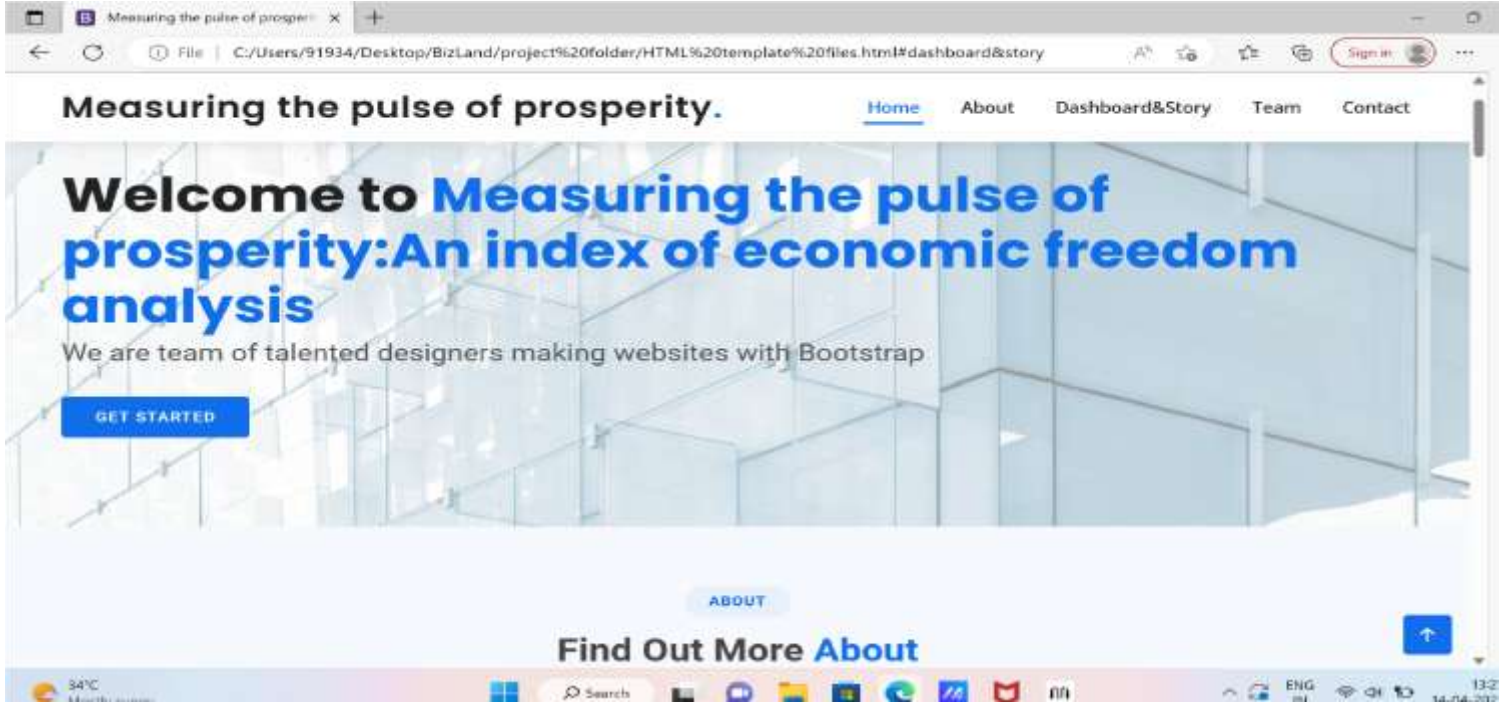 Measuring the pulse of prosper
File | C:/Users/91934/Desktop/BizLand/project%20folder/HTML%20template%20files.html#dashboard&story
Sign in
Measuring the pulse of prosperity.
Home About Dashboard&Story Team Contact
Welcome to Measuring the pulse of
prosperity:An index of economic freedom
analysis
We are team of talented designers making websites with Bootstrap
GET STARTED
ABOUT
Find Out More About
34°C
Search
ENG